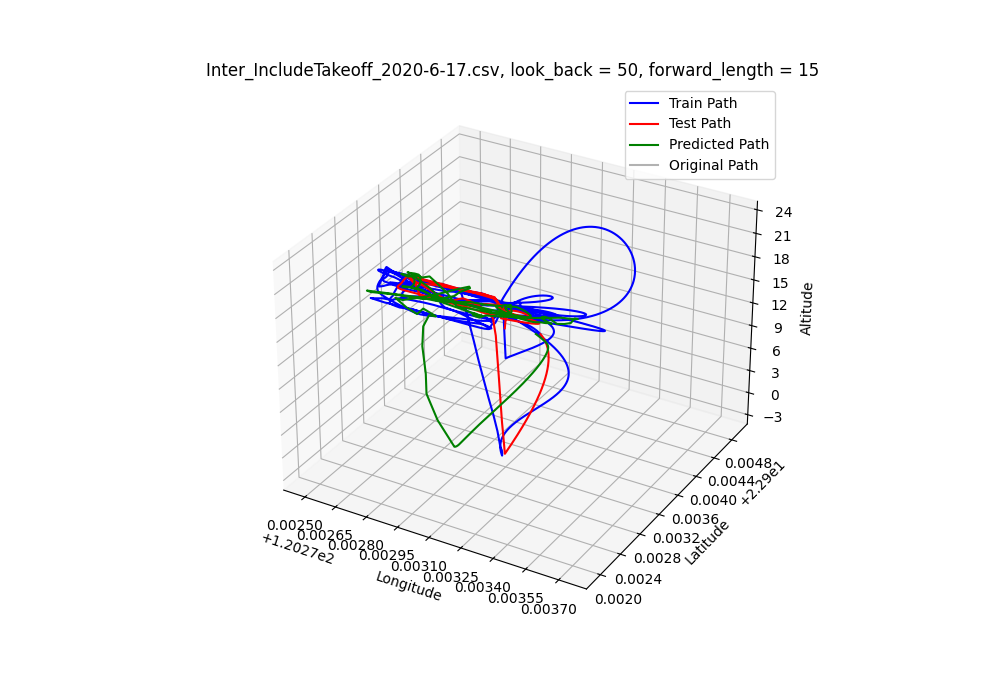 Inter_IncludeTakeoff_2020-6-17.csv, look_back = 50, forward_length = 15
Train Path
Test Path
Predicted Path
Original Path
24
21
18
15
12
9
6
3
0
−3
Altitude
0.0048
0.0044
0.0040
0.0036
0.0032
0.0028
0.0024
0.0020
+2.29e1
Latitude
0.00250
0.00265
0.00280
0.00295
0.00310
0.00325
0.00340
0.00355
0.00370
+1.2027e2
Longitude